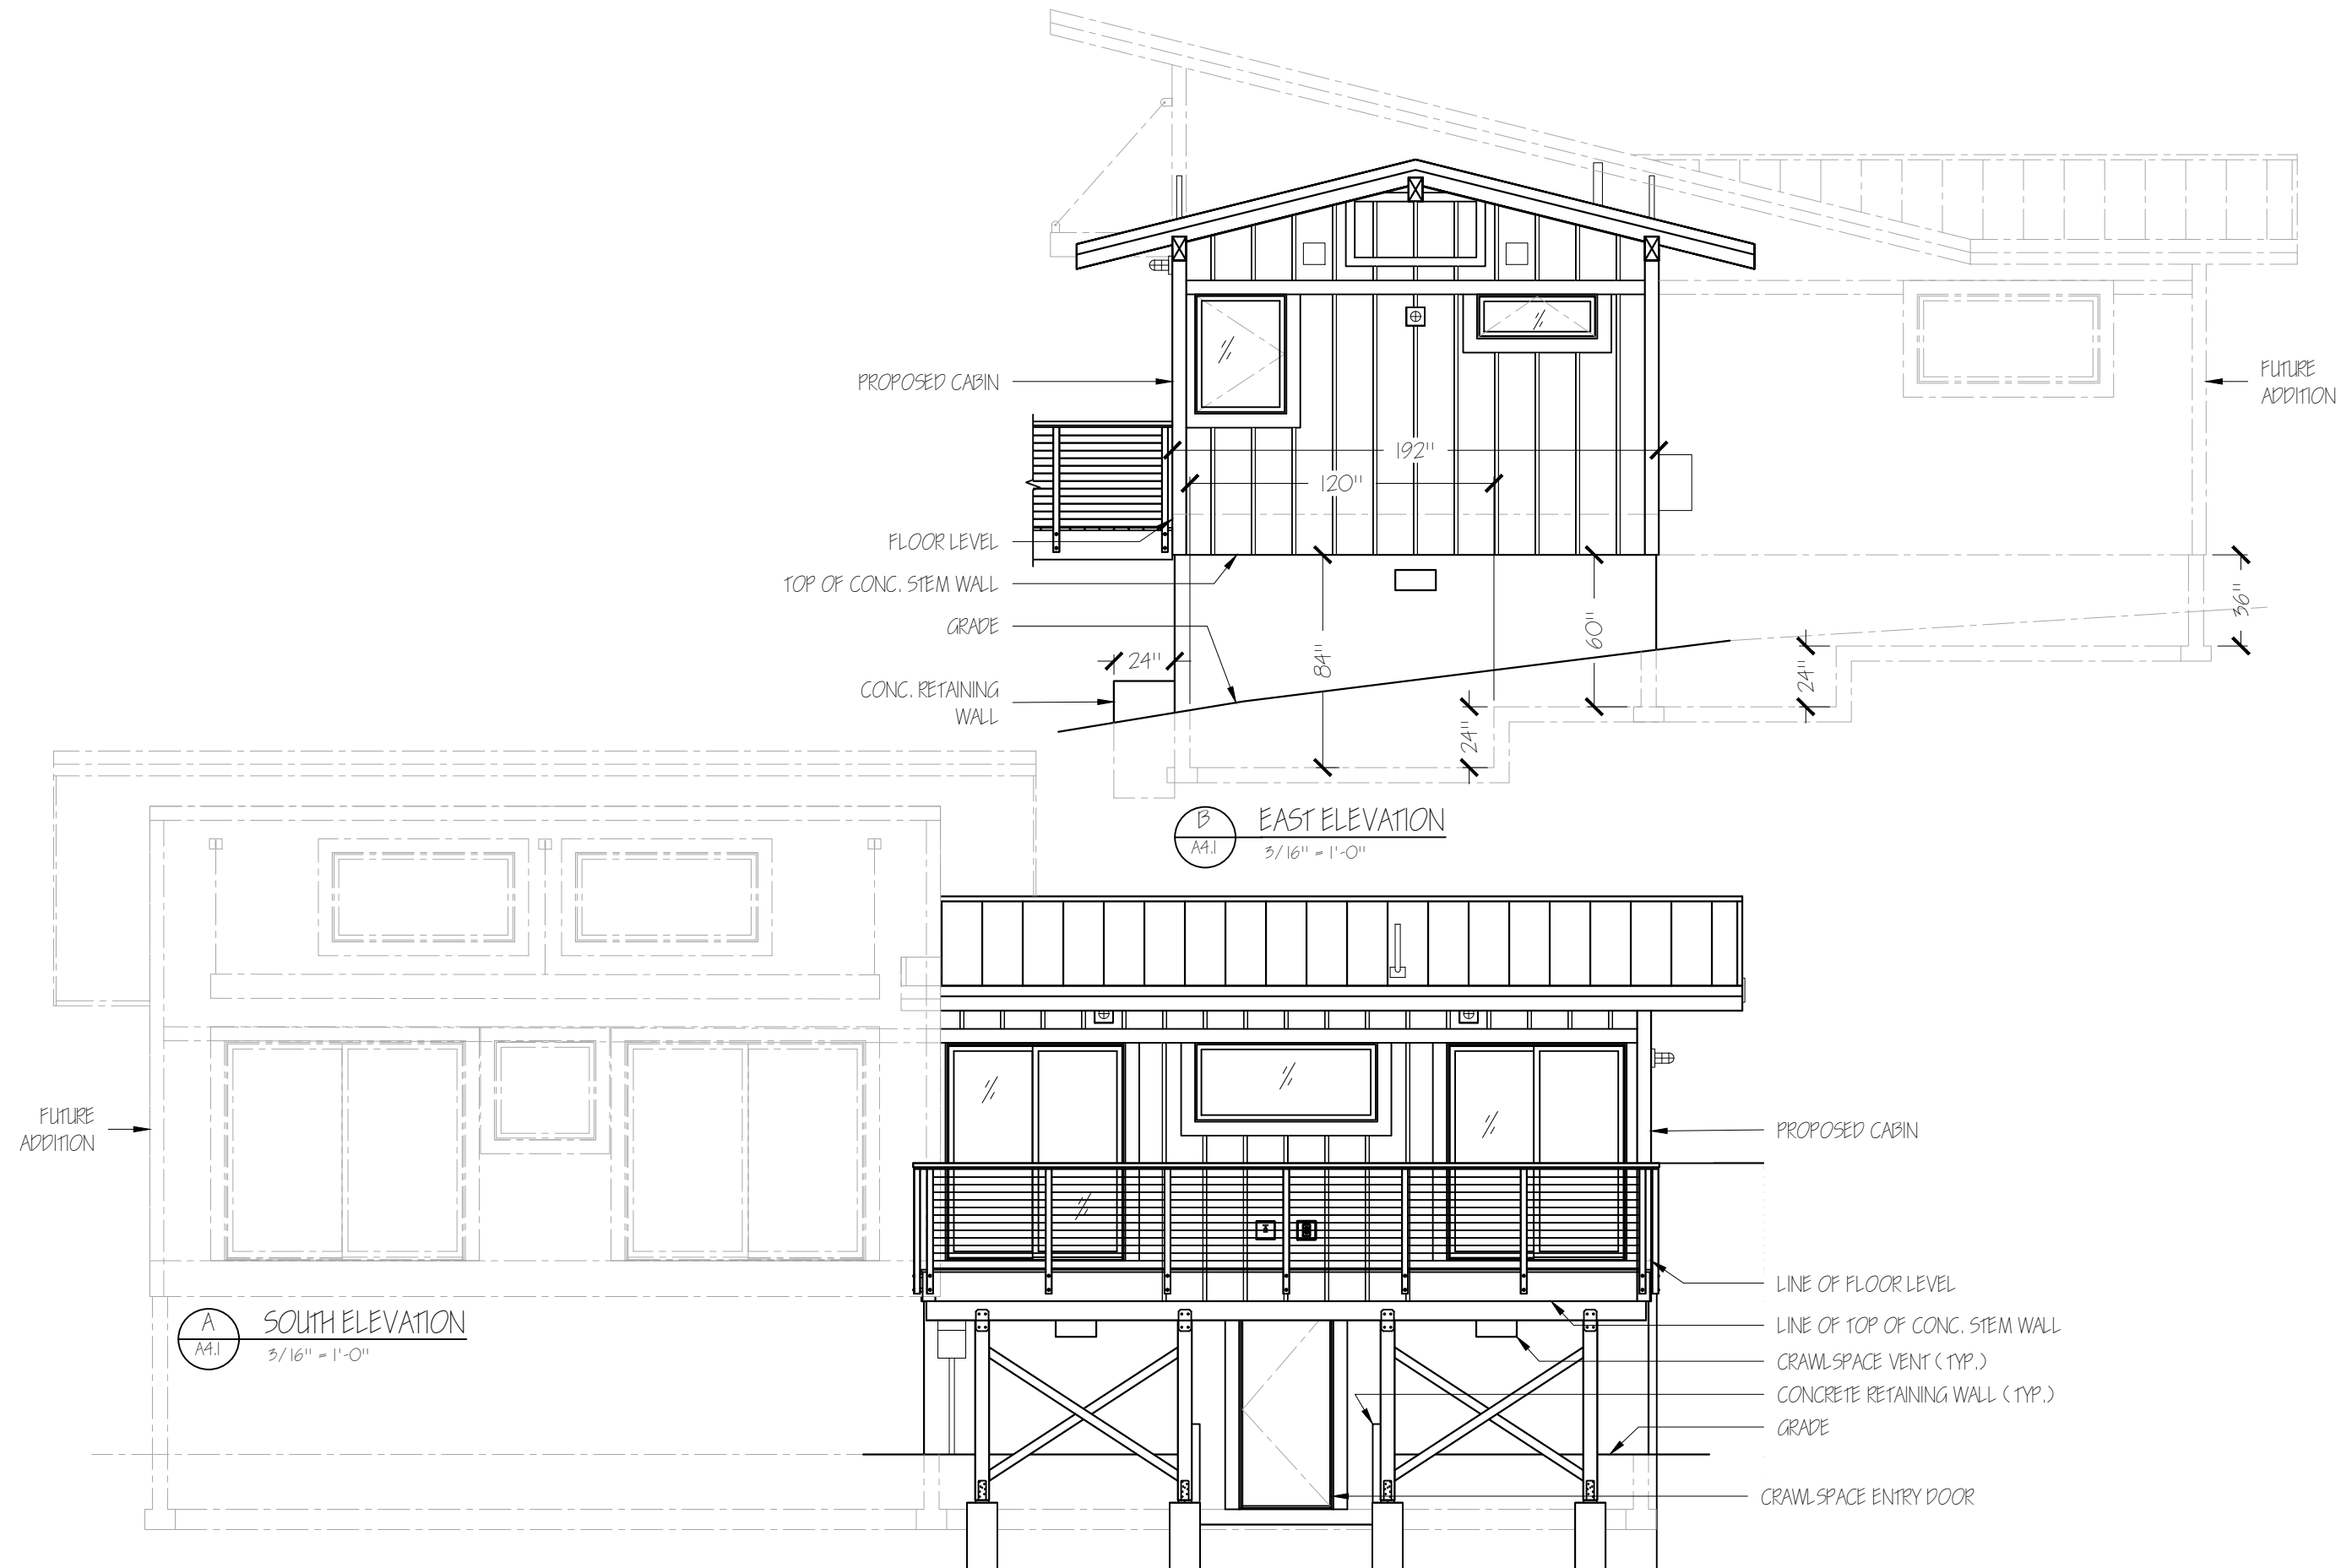 PROPOSED CABIN
FUTURE
ADDITION
192"
120"
FLOOR LEVEL
TOP OF CONC. STEM WALL
GRADE
24"
84"
60"
36"
CONC. RETAINING
WALL
24"
24"
B
A4.1
EAST ELEVATION
3/16" = 1'-0"
FUTURE
ADDITION
PROPOSED CABIN
LINE OF FLOOR LEVEL
A
A4.1
SOUTH ELEVATION
3/16" = 1'-0"
LINE OF TOP OF CONC. STEM WALL
CRAWLSPACE VENT (TYP.)
CONCRETE RETAINING WALL (TYP.)
GRADE
CRAWLSPACE ENTRY DOOR